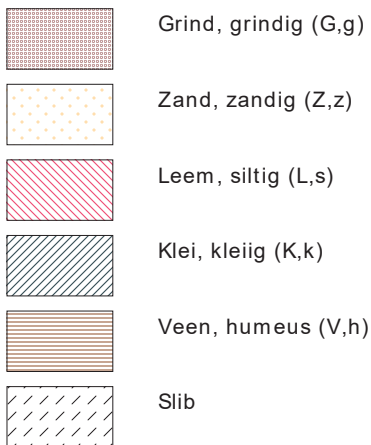 Grind, grindig (G,g)
Zand, zandig (Z,z)
Leem, siltig (L,s)
Klei, kleiig (K,k)
Veen, humeus (V,h)
Slib